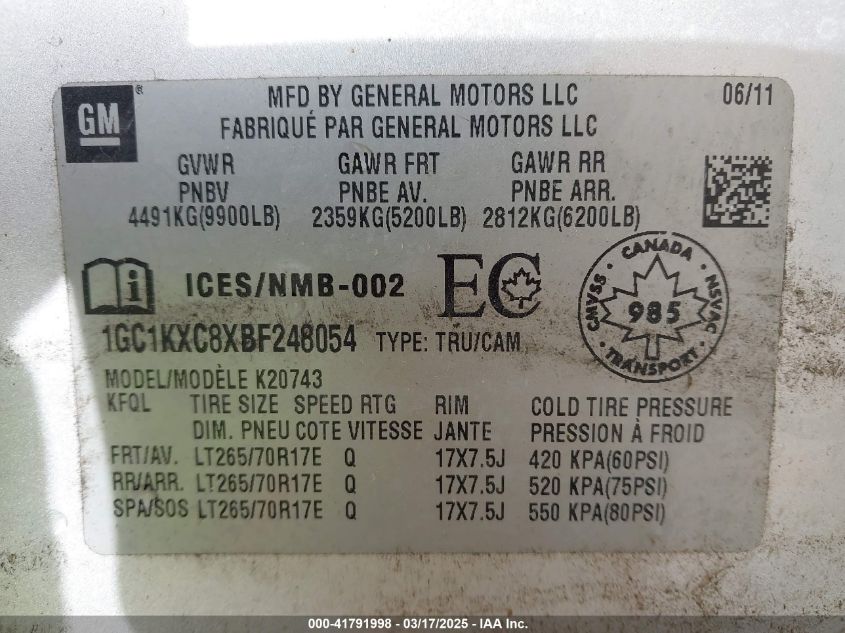 GM®
MFD BY GENERAL MOTORS LLC 06/11
FABRIQUÉ PAR GENERAL MOTORS LLC
GVWR GAWR FRT GAWR RR
PNBV PNBE AV. PNBE ARR.
4491KG(9900LB) 2359KG(5200LB) 2812KG(6200LB)
ICES/NMB-002 EC
CANADA
CMVSS NSVAC
985
TRANSPORT
1GC1KXC8XBF248054 TYPE: TRU/CAM
MODEL/MODÈLE K20743
KFQL TIRE SIZE SPEED RTG RIM COLD TIRE PRESSURE
DIM. PNEU COTE VITESSE JANTE PRESSION À FROID
FRT/AV. LT265/70R17E Q 17X7.5J 420 KPA(60PSI)
RR/ARR. LT265/70R17E Q 17X7.5J 520 KPA(75PSI)
SPA/SOS LT265/70R17E Q 17X7.5J 550 KPA(80PSI)
000-41791998 - 03/17/2025 - IAA Inc.